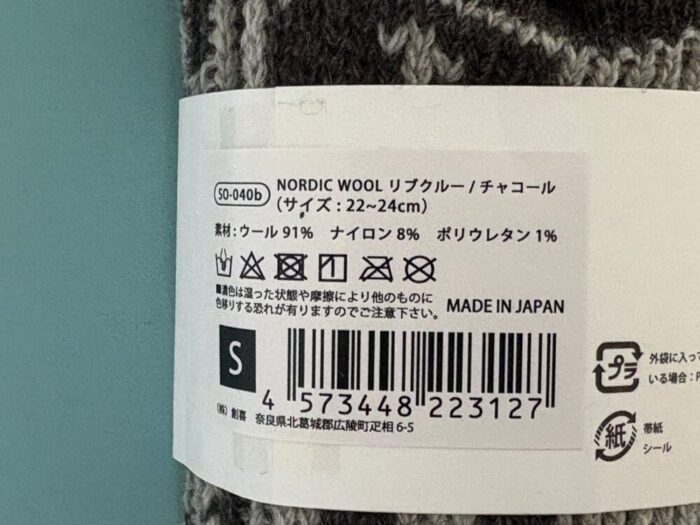 SO-040b NORDIC WOOL リブクルー / チャコール
（サイズ：22~24cm）
素材：ウール 91%　ナイロン 8%　ポリウレタン 1%
■濃色は湿った状態や摩擦により他のものに
色移りする恐れが有りますのでご注意下さい。
MADE IN JAPAN
S
4 573448 223127
（株）創喜　奈良県北葛城郡広陵町疋相 6-5
プラ
外袋に入って
いる場合：P
紙
帯紙
シール